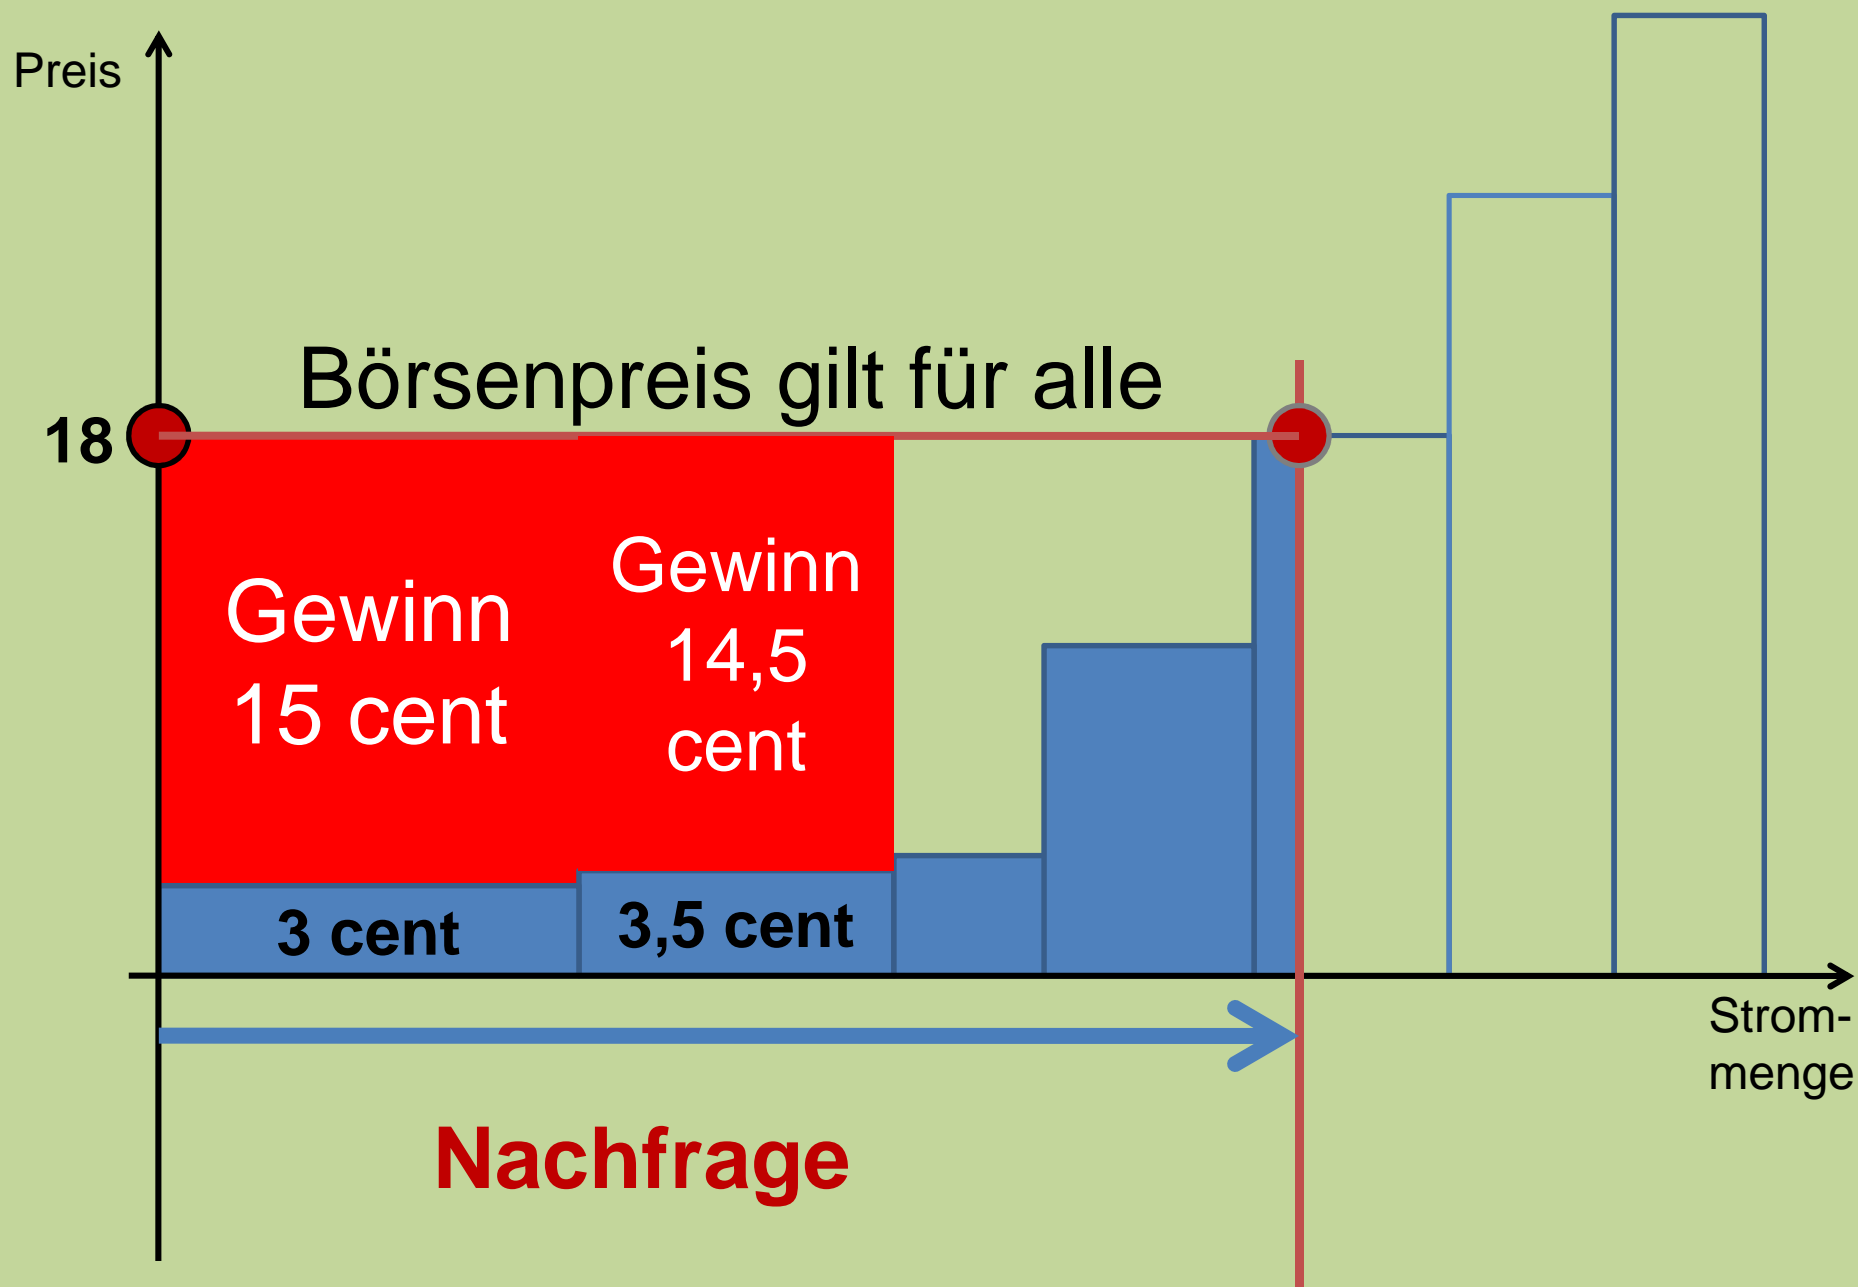 Preis
Börsenpreis gilt für alle
18
Gewinn
15 cent
Gewinn
14,5
cent
3 cent
3,5 cent
Strom-
menge
Nachfrage